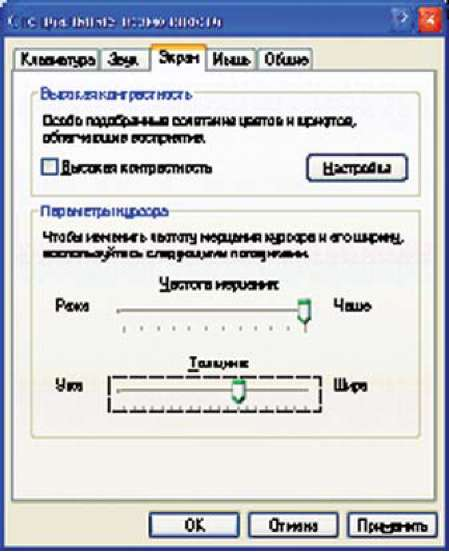 Специальные возможности
Клавиатура Звук Экран Мышь Общие
Высокая контрастность
Особо подобранные сочетания цветов и шрифтов,
облегчающие восприятие.
Высокая контрастность Настройка
Параметры курсора
Чтобы изменить частоту мерцания курсора и его ширину,
воспользуйтесь следующими ползунками.
Частота мерцания:
Реже Чаще
Толщина:
Уже Шире
OK Отмена Применить